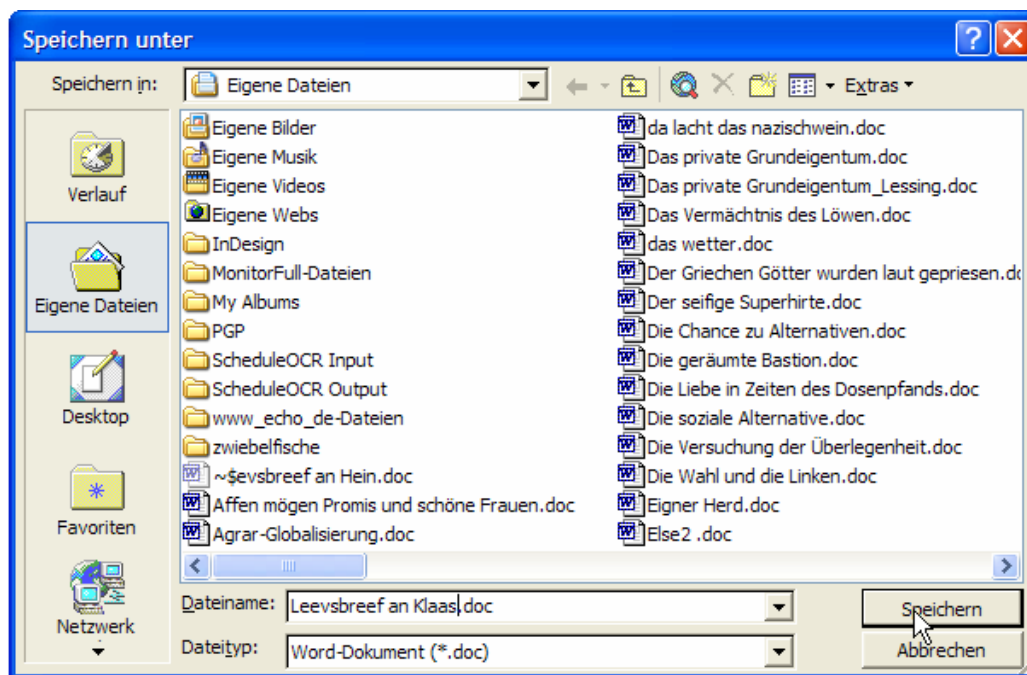 Speichern unter
Speichern in:
Eigene Dateien
Extras
Verlauf
Eigene Dateien
Desktop
Favoriten
Netzwerk
Eigene Bilder
Eigene Musik
Eigene Videos
Eigene Webs
InDesign
MonitorFull-Dateien
My Albums
PGP
ScheduleOCR Input
ScheduleOCR Output
www_echo_de-Dateien
zwiebelfische
~$evsbreef an Hein.doc
Affen mögen Promis und schöne Frauen.doc
Agrar-Globalisierung.doc
da lacht das nazischwein.doc
Das private Grundeigentum.doc
Das private Grundeigentum_Lessing.doc
Das Vermächtnis des Löwen.doc
das wetter.doc
Der Griechen Götter wurden laut gepriesen.do
Der seifige Superhirte.doc
Die Chance zu Alternativen.doc
Die geräumte Bastion.doc
Die Liebe in Zeiten des Dosenpfands.doc
Die soziale Alternative.doc
Die Versuchung der Überlegenheit.doc
Die Wahl und die Linken.doc
Eigner Herd.doc
Else2 .doc
Dateiname: Leevsbreef an Klaas.doc
Speichern
Dateityp: Word-Dokument (*.doc)
Abbrechen